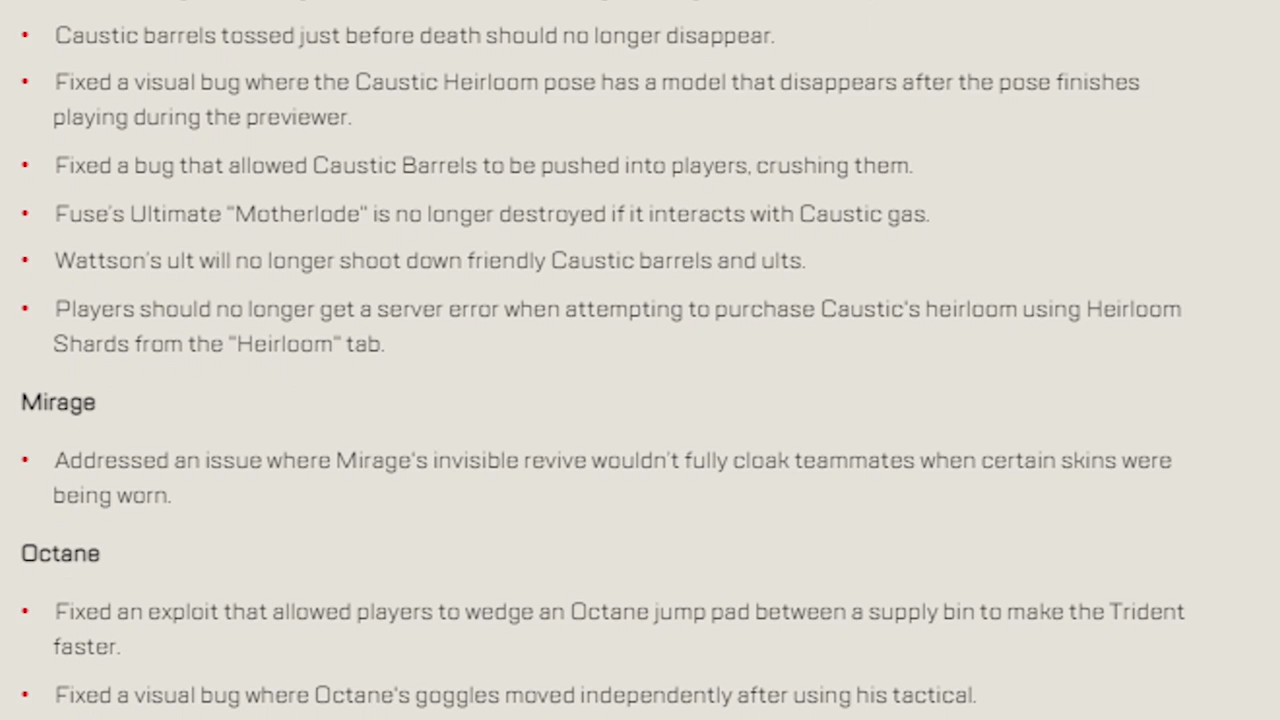 • Caustic barrels tossed just before death should no longer disappear.
• Fixed a visual bug where the Caustic Heirloom pose has a model that disappears after the pose finishes
playing during the previewer.
• Fixed a bug that allowed Caustic Barrels to be pushed into players, crushing them.
• Fuse's Ultimate "Motherlode" is no longer destroyed if it interacts with Caustic gas.
• Wattson's ult will no longer shoot down friendly Caustic barrels and ults.
• Players should no longer get a server error when attempting to purchase Caustic's heirloom using Heirloom
Shards from the "Heirloom" tab.
Mirage
• Addressed an issue where Mirage's invisible revive wouldn't fully cloak teammates when certain skins were
being worn.
Octane
• Fixed an exploit that allowed players to wedge an Octane jump pad between a supply bin to make the Trident
faster.
• Fixed a visual bug where Octane's goggles moved independently after using his tactical.